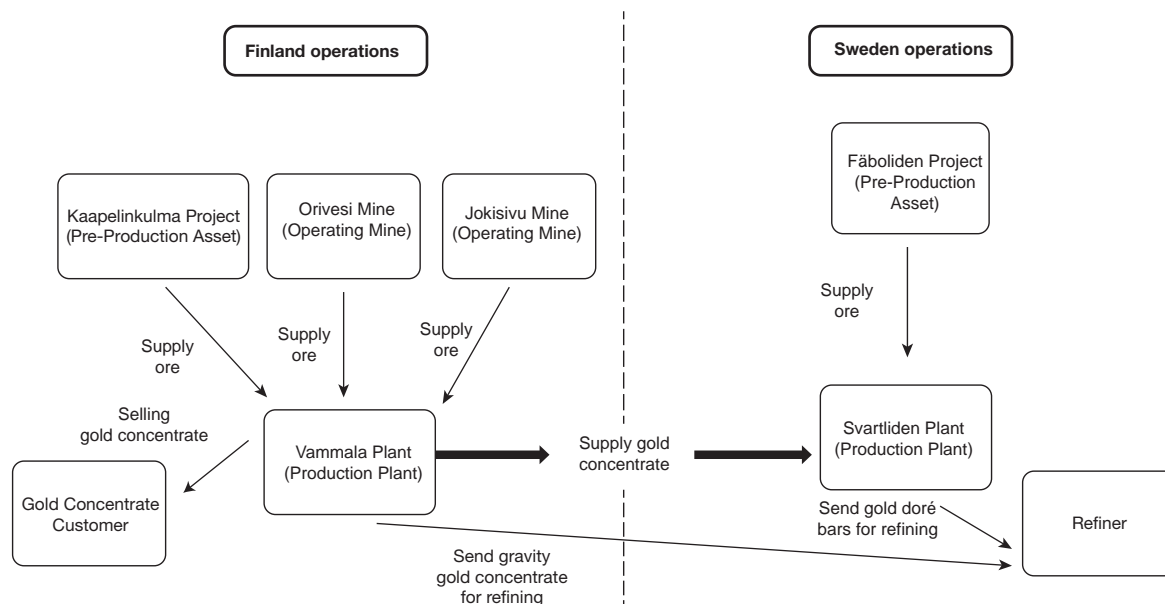 Finland operations
Sweden operations
Kaapelinkulma Project
(Pre-Production Asset)
Orivesi Mine
(Operating Mine)
Jokisivu Mine
(Operating Mine)
Fäboliden Project
(Pre-Production
Asset)
Supply
ore
Supply
ore
Supply
ore
Supply
ore
Selling
gold concentrate
Vammala Plant
(Production Plant)
Supply gold
concentrate
Svartliden Plant
(Production Plant)
Gold Concentrate
Customer
Send gold doré
bars for refining
Refiner
Send gravity
gold concentrate
for refining